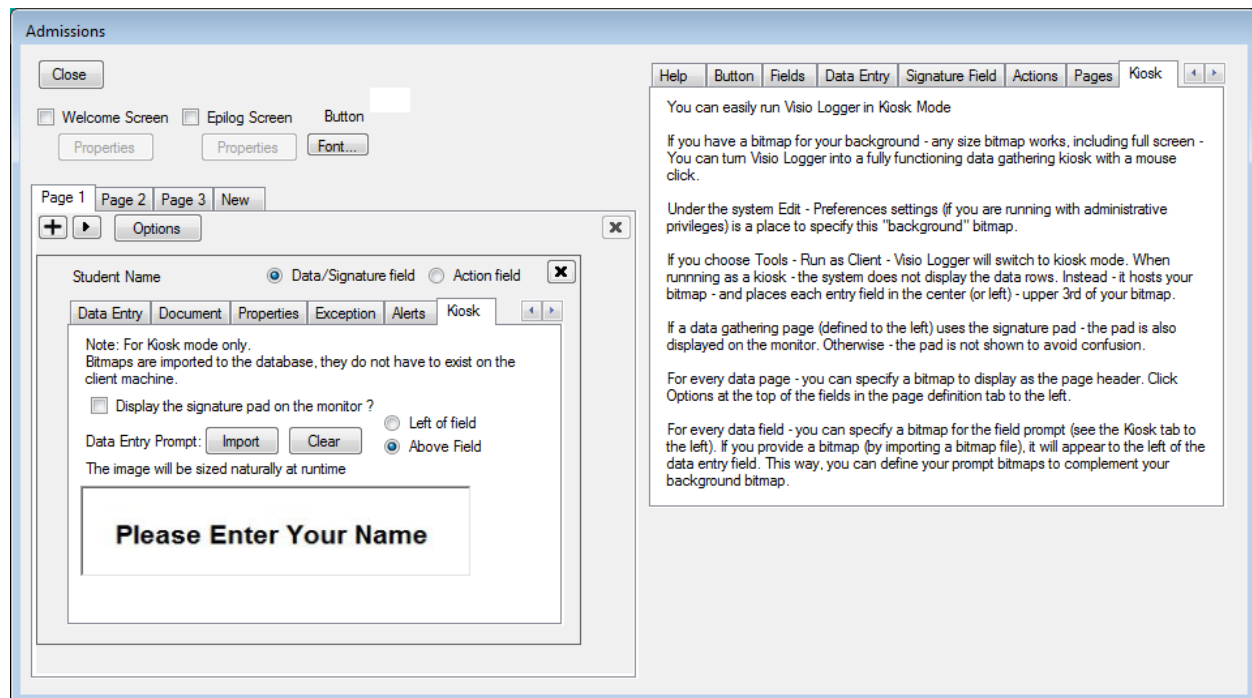 Admissions
Close
Welcome Screen
Epilog Screen
Button
Properties
Properties
Font...
Page 1
Page 2
Page 3
New
Options
Student Name
Data/Signature field
Action field
Data Entry
Document
Properties
Exception
Alerts
Kiosk
Note: For Kiosk mode only.
Bitmaps are imported to the database, they do not have to exist on the
client machine.
Display the signature pad on the monitor ?
Left of field
Data Entry Prompt:
Import
Clear
Above Field
The image will be sized naturally at runtime
Please Enter Your Name
Help
Button
Fields
Data Entry
Signature Field
Actions
Pages
Kiosk
You can easily run Visio Logger in Kiosk Mode
If you have a bitmap for your background - any size bitmap works, including full screen -
You can turn Visio Logger into a fully functioning data gathering kiosk with a mouse
click.
Under the system Edit - Preferences settings (if you are running with administrative
privileges) is a place to specify this "background" bitmap.
If you choose Tools - Run as Client - Visio Logger will switch to kiosk mode. When
runnning as a kiosk - the system does not display the data rows. Instead - it hosts your
bitmap - and places each entry field in the center (or left) - upper 3rd of your bitmap.
If a data gathering page (defined to the left) uses the signature pad - the pad is also
displayed on the monitor. Otherwise - the pad is not shown to avoid confusion.
For every data page - you can specify a bitmap to display as the page header. Click
Options at the top of the fields in the page definition tab to the left.
For every data field - you can specify a bitmap for the field prompt (see the Kiosk tab to
the left). If you provide a bitmap (by importing a bitmap file), it will appear to the left of the
data entry field. This way, you can define your prompt bitmaps to complement your
background bitmap.